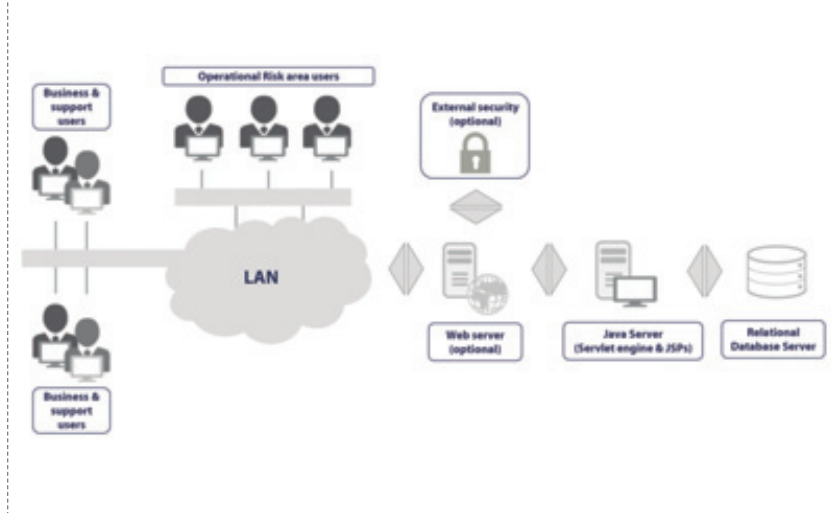 Operational Risk area users
Business &
support
users
External security
(optional)
LAN
Web server
(optional)
Java Server
(Servlet engine & JSPs)
Relational
Database Server
Business &
support
users